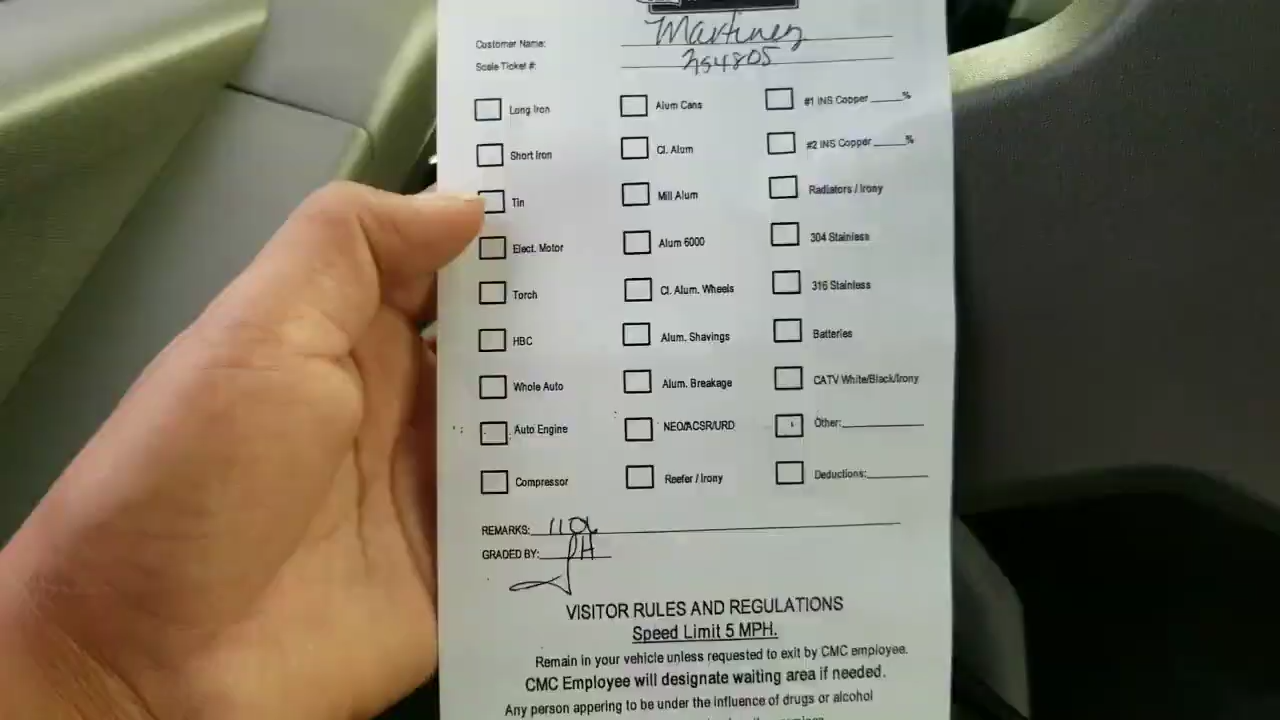 Customer Name: Martinez
Scale Ticket #: 254805
Long Iron
Alum Cans
#1 INS Copper ____%
Short Iron
Cl. Alum
#2 INS Copper ____%
Tin
Mill Alum
Radiators / Irony
Elect. Motor
Alum 6000
304 Stainless
Torch
Cl. Alum. Wheels
316 Stainless
HBC
Alum. Shavings
Batteries
Whole Auto
Alum. Breakage
CATV White/Black/Irony
Auto Engine
NEO/ACSR/URD
Other:
Compressor
Reefer / Irony
Deductions:
REMARKS:
GRADED BY: JH
VISITOR RULES AND REGULATIONS
Speed Limit 5 MPH.
Remain in your vehicle unless requested to exit by CMC employee.
CMC Employee will designate waiting area if needed.
Any person appering to be under the influence of drugs or alcohol